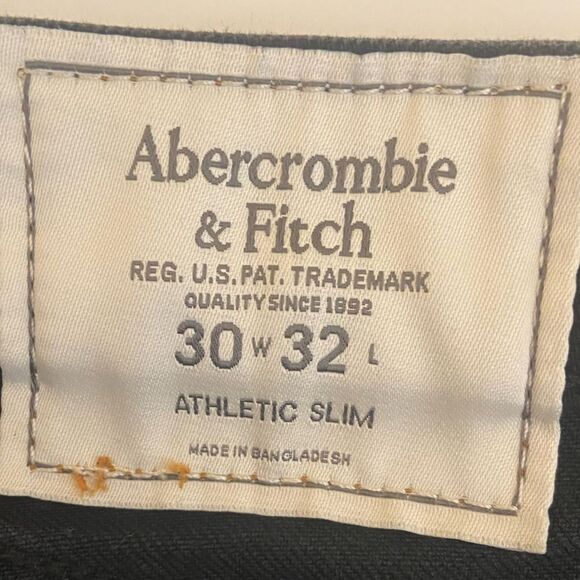 Abercrombie
& Fitch
REG. U.S. PAT. TRADEMARK
QUALITY SINCE 1892
30 W 32 L
ATHLETIC SLIM
MADE IN BANGLADESH